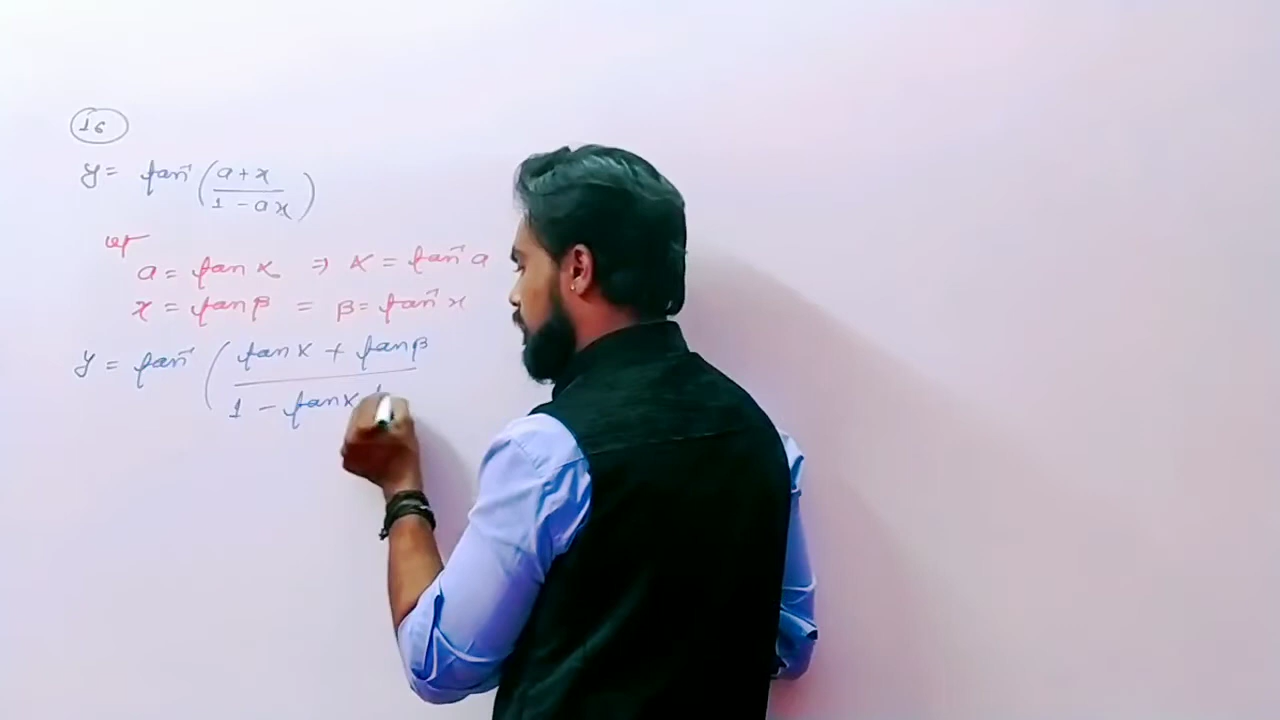 16
y = tan⁻¹ (a + x / 1 - ax)
let
a = tan α ⇒ α = tan⁻¹ a
x = tan β = β = tan⁻¹ x
y = tan⁻¹ (tan α + tan β / 1 - tan α t